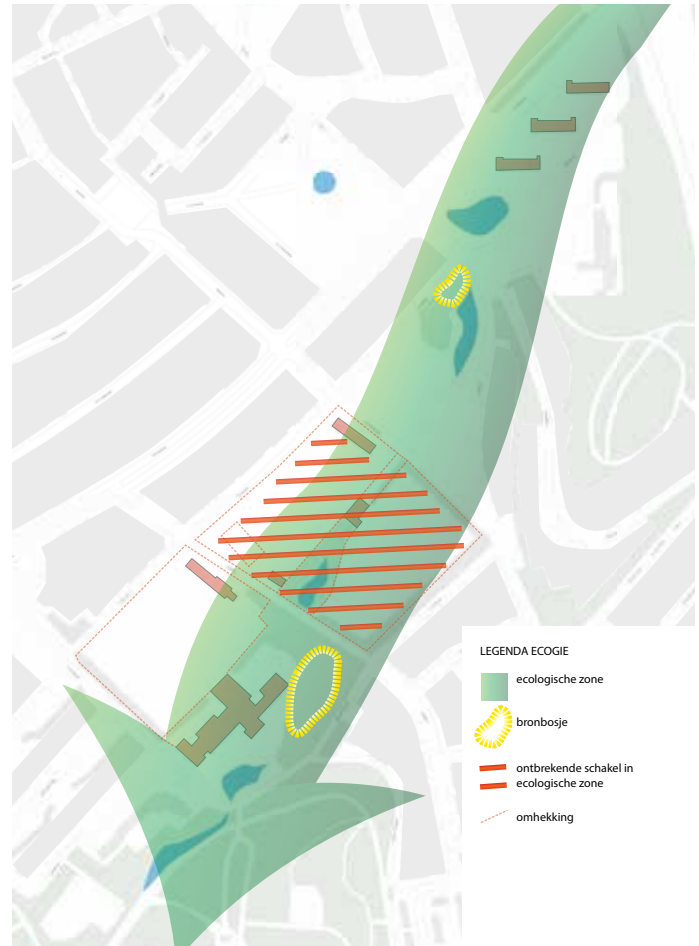 LEGENDA ECOGIE
ecologische zone
bronbosje
ontbrekende schakel in
ecologische zone
omhekking